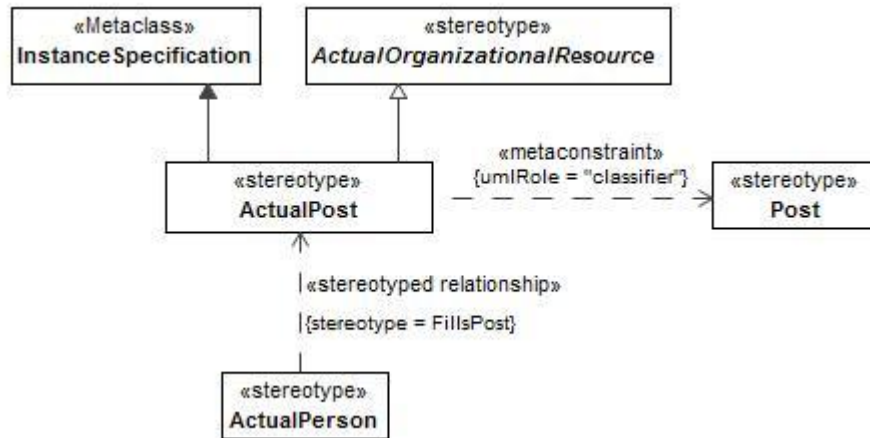 «Metaclass»
InstanceSpecification
«stereotype»
ActualOrganizationalResource
«stereotype»
ActualPost
«metaconstraint»
{umlRole = "classifier"}
«stereotype»
Post
«stereotyped relationship»
{stereotype = FillsPost}
«stereotype»
ActualPerson